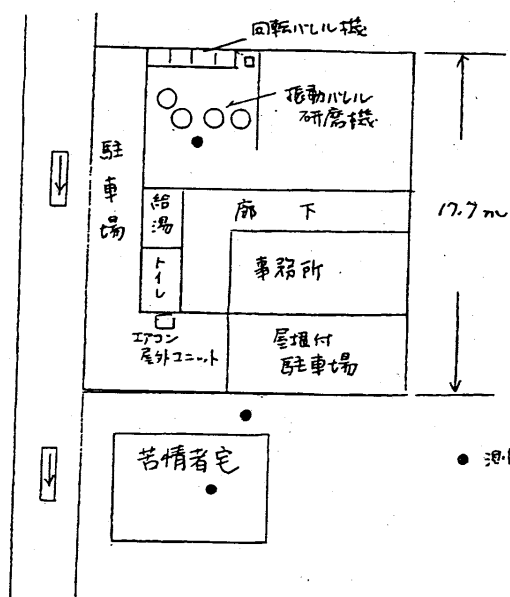 回転バレル機
振動バレル
研磨機
駐車場
給湯
廊下
17.7m
トイレ
事務所
エアコン
屋外ユニット
屋根付
駐車場
苦情者宅
● 測